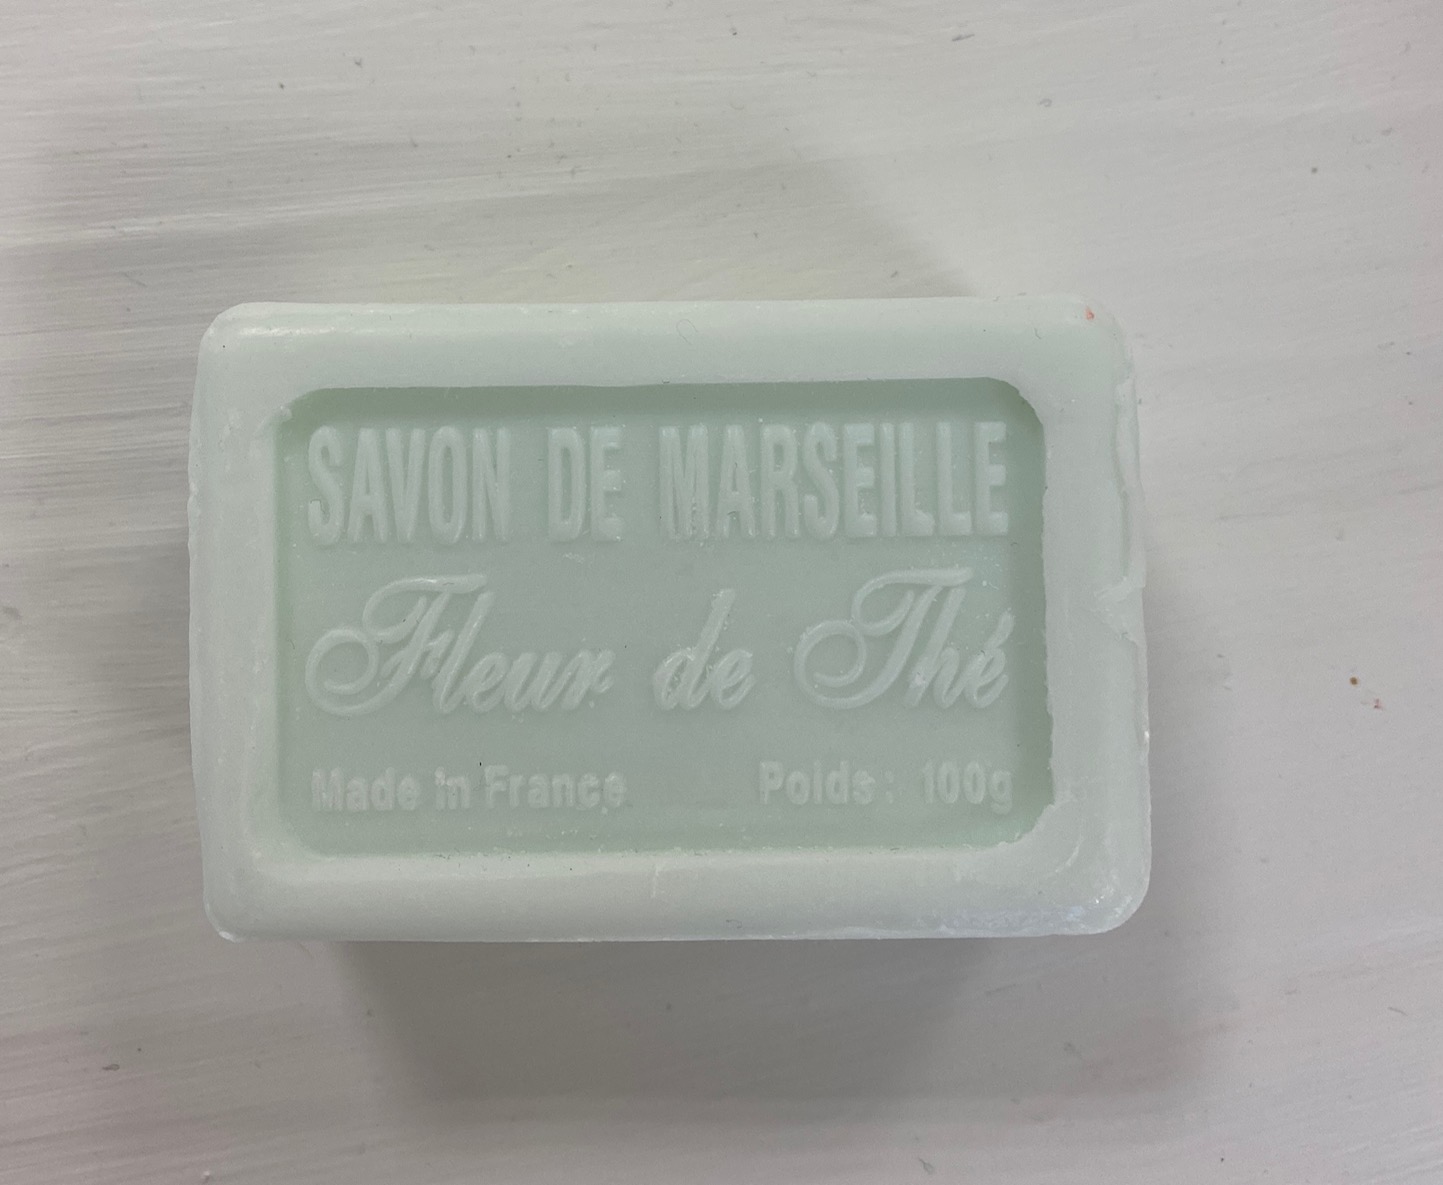 SAVON DE MARSEILLE
Fleur de Thé
Made in France Poids: 100g